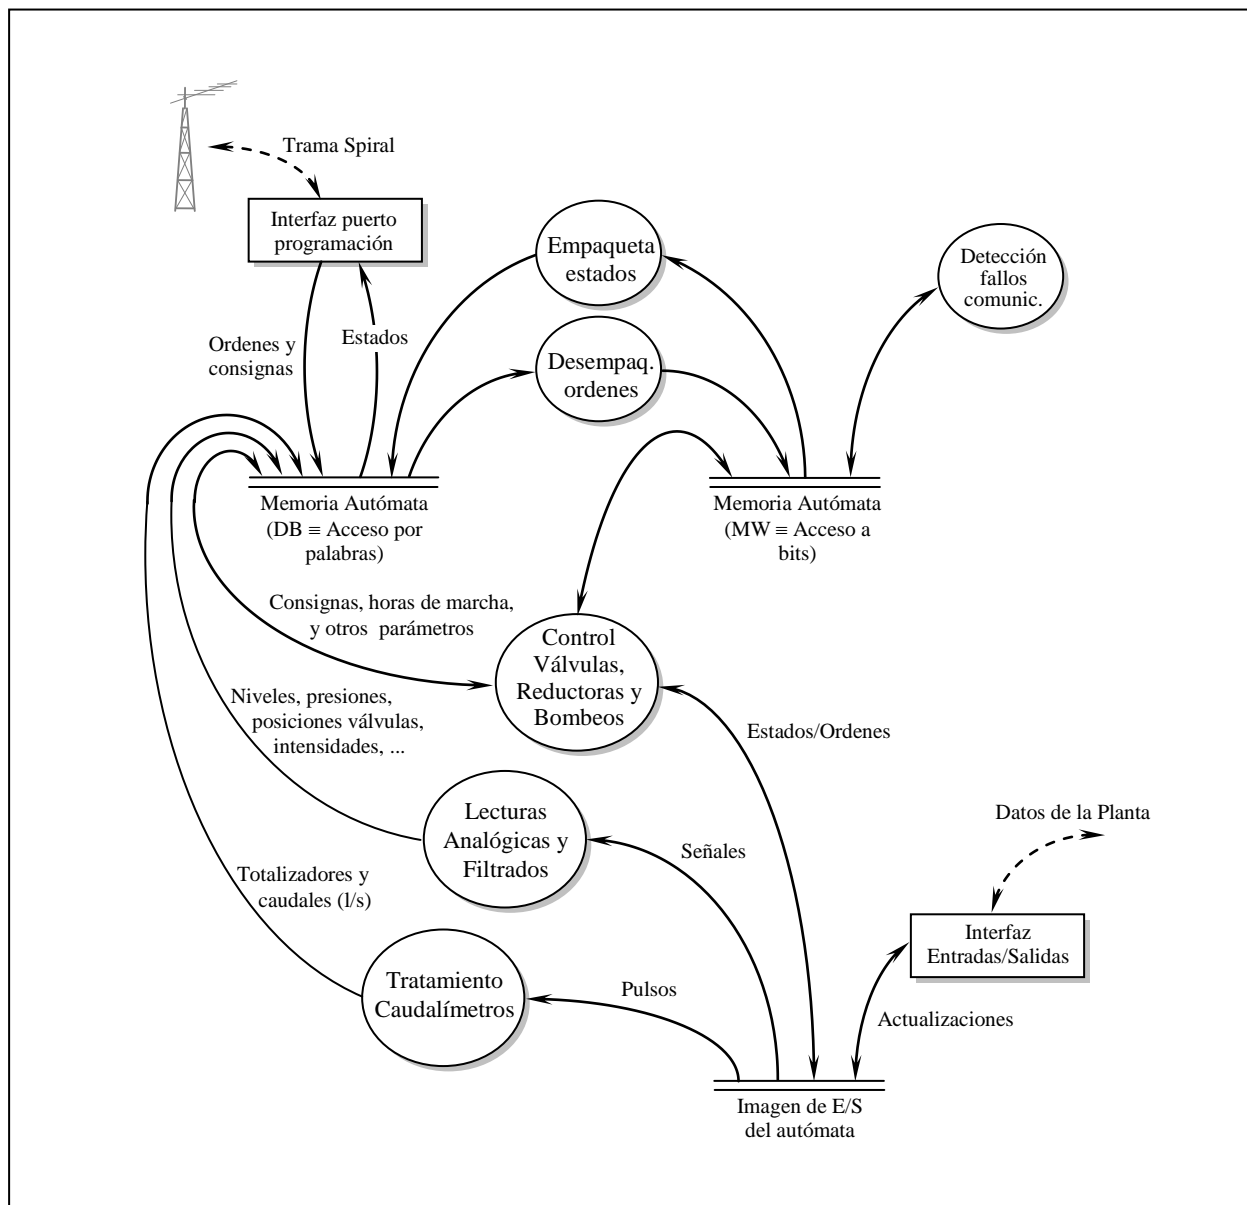 Trama Spiral
Interfaz puerto
programación
Empaqueta
estados
Detección
fallos
comunic.
Ordenes y
consignas
Estados
Desempaq.
ordenes
Memoria Autómata
(DB ≡ Acceso por
palabras)
Memoria Autómata
(MW ≡ Acceso a
bits)
Consignas, horas de marcha,
y otros parámetros
Control
Válvulas,
Reductoras y
Bombeos
Niveles, presiones,
posiciones válvulas,
intensidades, ...
Estados/Ordenes
Lecturas
Analógicas y
Filtrados
Señales
Datos de la Planta
Totalizadores y
caudales (l/s)
Interfaz
Entradas/Salidas
Tratamiento
Caudalímetros
Pulsos
Actualizaciones
Imagen de E/S
del autómata